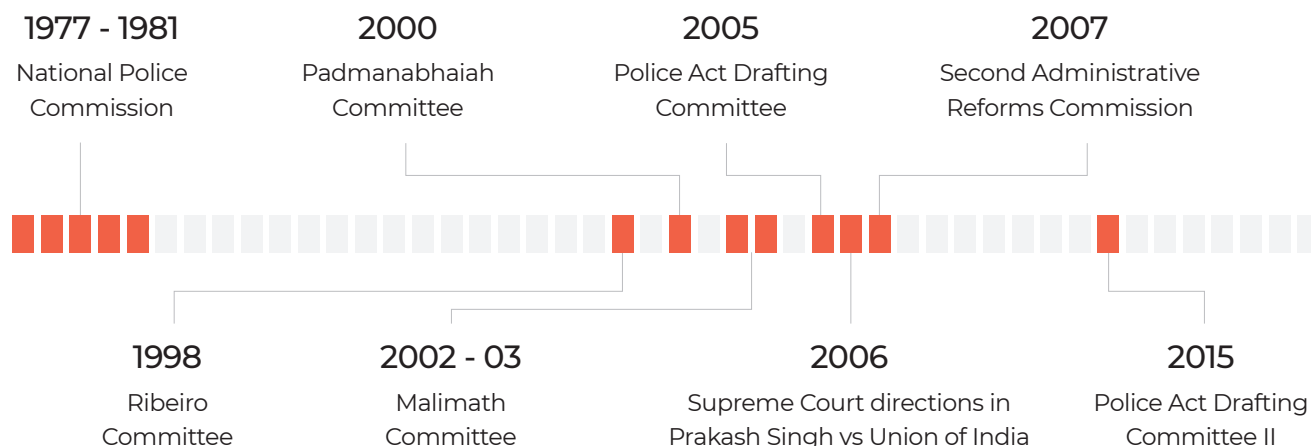 1977 - 1981
National Police
Commission
2000
Padmanabhaiah
Committee
2005
Police Act Drafting
Committee
2007
Second Administrative
Reforms Commission
1998
Ribeiro
Committee
2002 - 03
Malimath
Committee
2006
Supreme Court directions in
Prakash Singh vs Union of India
2015
Police Act Drafting
Committee II